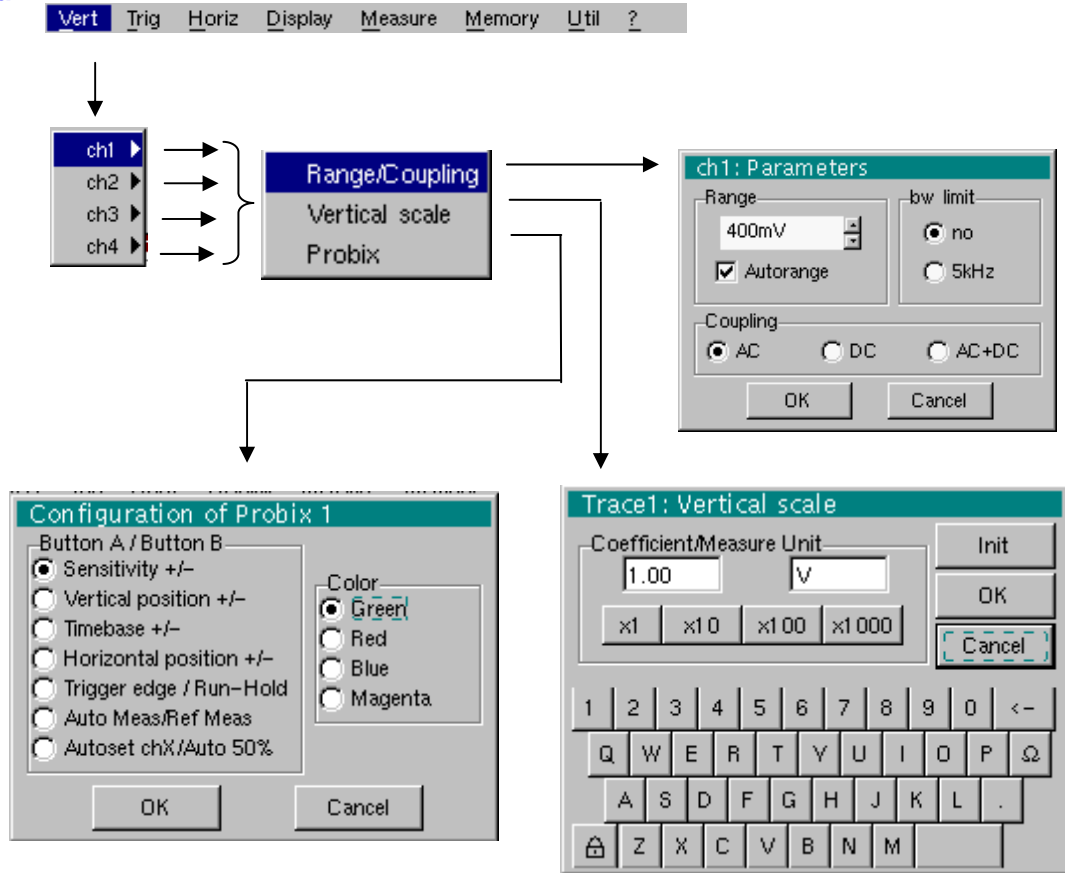 Vert Trig Horiz Display Measure Memory Util ?
ch1
ch2
ch3
ch4
Range/Coupling
Vertical scale
Probix
ch1: Parameters
Range
400mV
Autorange
bw limit
no
5kHz
Coupling
AC DC AC+DC
OK Cancel
Configuration of Probix 1
Button A / Button B
Sensitivity +/-
Vertical position +/-
Timebase +/-
Horizontal position +/-
Trigger edge / Run-Hold
Auto Meas/Ref Meas
Autoset chX/Auto 50%
Color
Green
Red
Blue
Magenta
OK Cancel
Trace1: Vertical scale
Coefficient/Measure Unit
1.00 V
x1 x10 x100 x1000
Init
OK
Cancel
1 2 3 4 5 6 7 8 9 0 <-
Q W E R T Y U I O P Ω
A S D F G H J K L .
Z X C V B N M